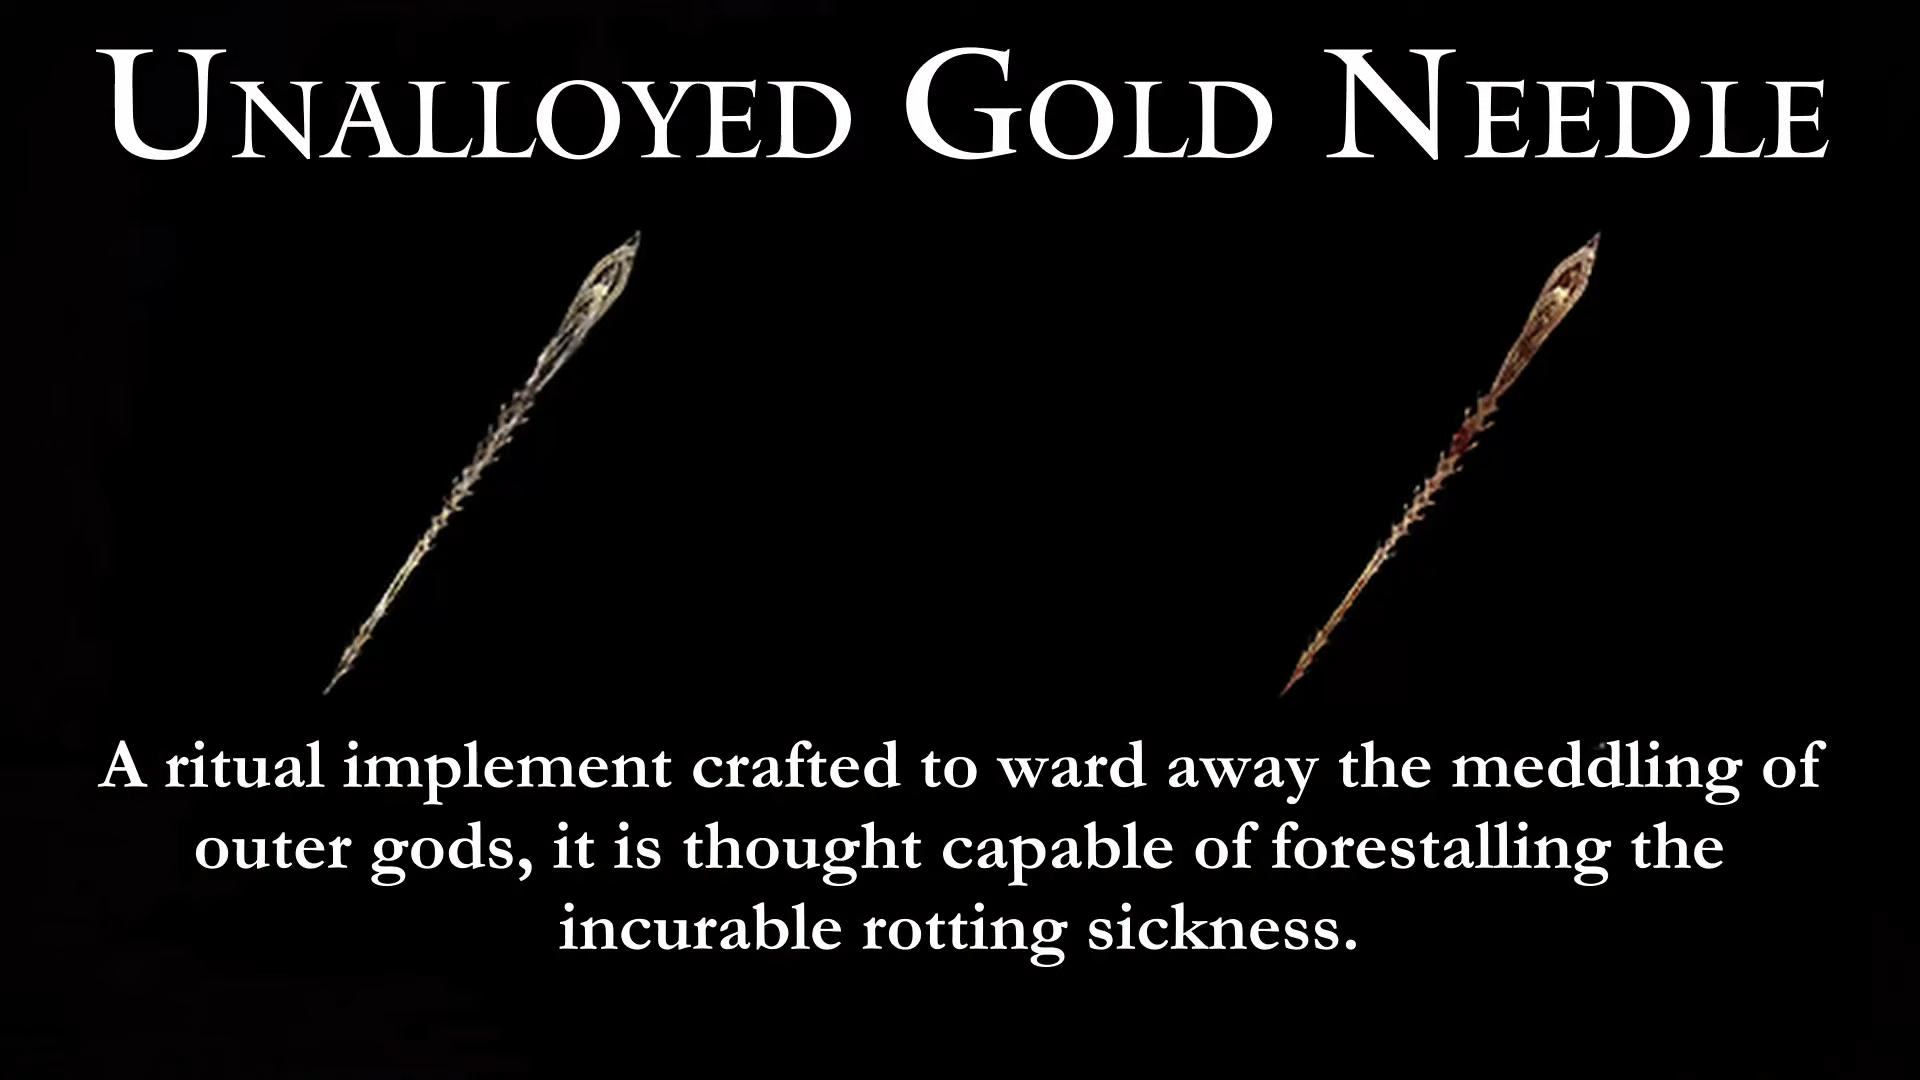 Unalloyed Gold Needle
A ritual implement crafted to ward away the meddling of
outer gods, it is thought capable of forestalling the
incurable rotting sickness.